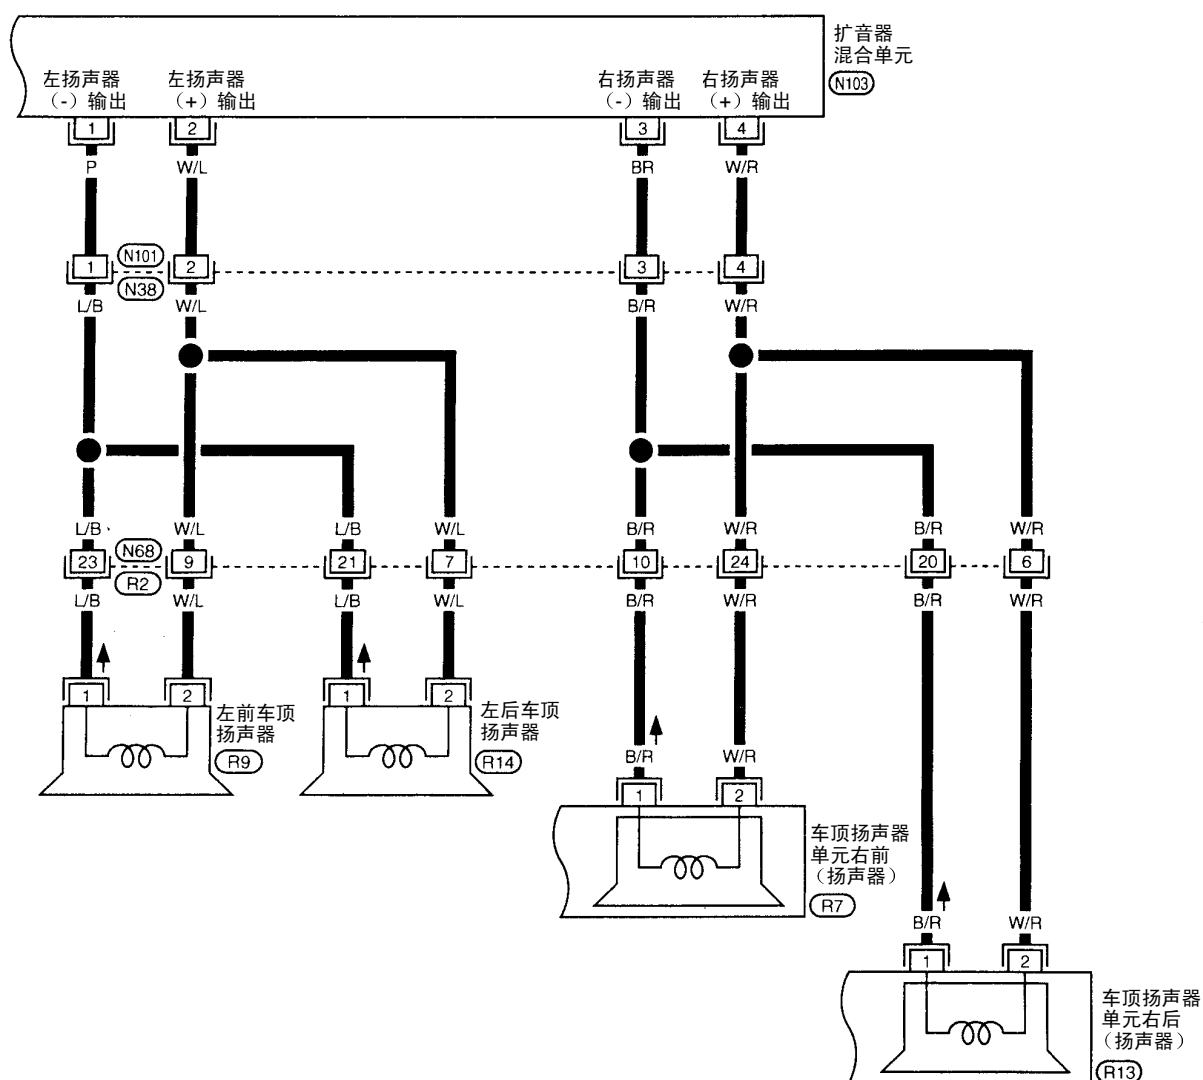 扩音器
混合单元
N103
左扬声器
（-）输出
左扬声器
（+）输出
右扬声器
（-）输出
右扬声器
（+）输出
1
2
3
4
P
W/L
BR
W/R
1
N101
2
3
4
N38
L/B
W/L
B/R
W/R
L/B
W/L
L/B
W/L
B/R
W/R
B/R
W/R
23
N68
9
21
7
10
24
20
6
R2
L/B
W/L
L/B
W/L
B/R
W/R
B/R
W/R
1
2
左前车顶
扬声器
R9
1
2
左后车顶
扬声器
R14
B/R
W/R
1
2
车顶扬声器
单元右前
（扬声器）
R7
B/R
W/R
1
2
车顶扬声器
单元右后
（扬声器）
R13